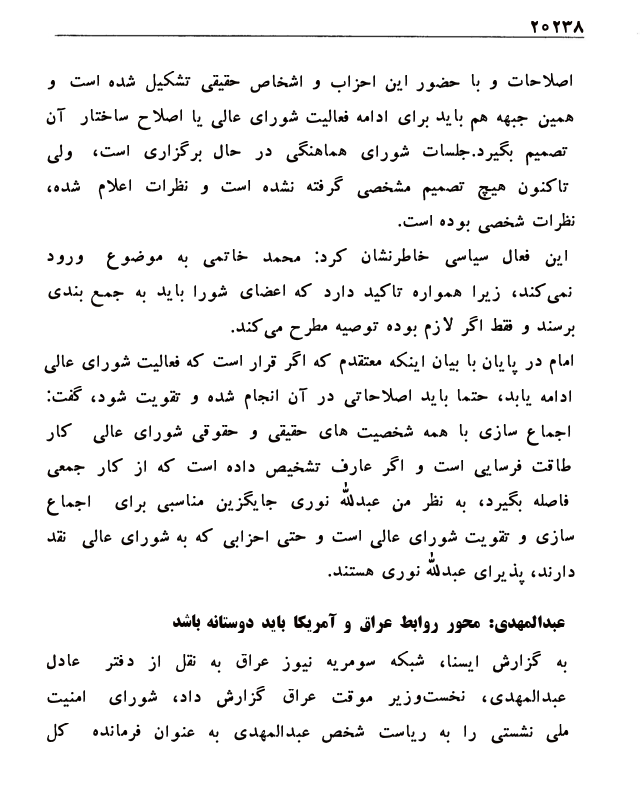 ۲۰۲۳۸
اصلاحات و با حضور این احزاب و اشخاص حقیقی تشکیل شده است و
همین جبهه هم باید برای ادامه فعالیت شورای عالی یا اصلاح ساختار آن
تصمیم بگیرد.جلسات شورای هماهنگی در حال برگزاری است، ولی
تاکنون هیچ تصمیم مشخصی گرفته نشده است و نظرات اعلام شده،
نظرات شخصی بوده است.
این فعال سیاسی خاطرنشان کرد: محمد خاتمی به موضوع ورود
نمی‌کند، زیرا همواره تاکید دارد که اعضای شورا باید به جمع بندی
برسند و فقط اگر لازم بوده توصیه مطرح می‌کند.
امام در پایان با بیان اینکه معتقدم که اگر قرار است که فعالیت شورای عالی
ادامه یابد، حتما باید اصلاحاتی در آن انجام شده و تقویت شود، گفت:
اجماع سازی با همه شخصیت های حقیقی و حقوقی شورای عالی کار
طاقت فرسایی است و اگر عارف تشخیص داده است که از کار جمعی
فاصله بگیرد، به نظر من عبدالله نوری جایگزین مناسبی برای اجماع
سازی و تقویت شورای عالی است و حتی احزابی که به شورای عالی نقد
دارند، پذیرای عبدالله نوری هستند.
عبدالمهدی: محور روابط عراق و آمریکا باید دوستانه باشد
به گزارش ایسنا، شبکه سومریه نیوز عراق به نقل از دفتر عادل
عبدالمهدی، نخست‌وزیر موقت عراق گزارش داد، شورای امنیت
ملی نشستی را به ریاست شخص عبدالمهدی به عنوان فرمانده کل